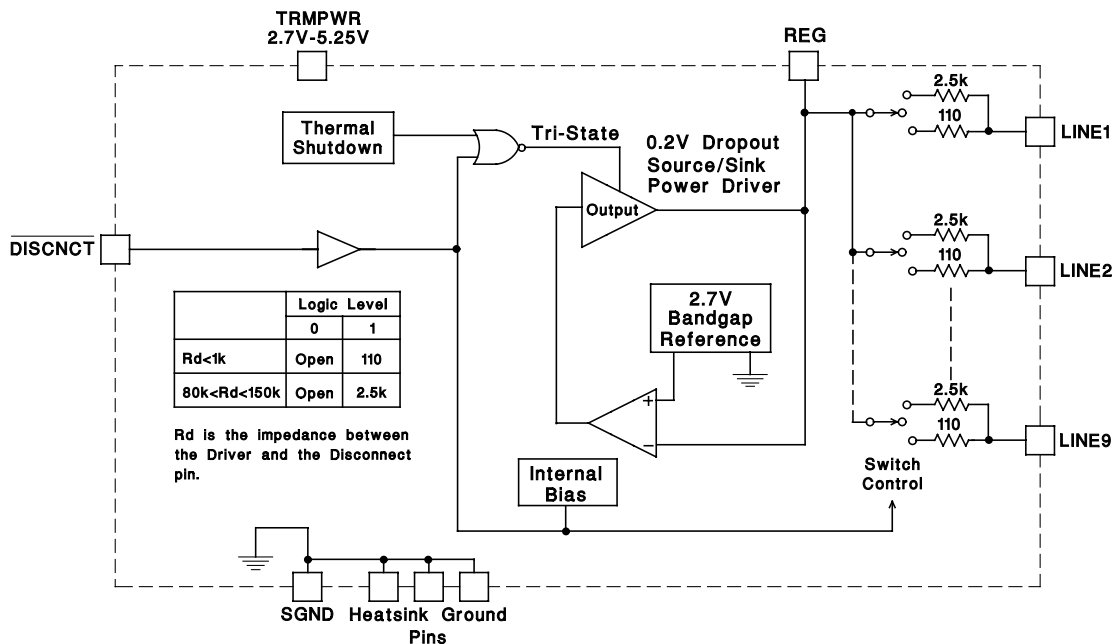 TRMPWR
2.7V-5.25V
REG
2.5k
110
LINE1
Thermal
Shutdown
Tri-State
0.2V Dropout
Source/Sink
Power Driver
Output
DISCNCT
2.5k
110
LINE2
Logic Level
0 1
Rd<1k Open 110
80k<Rd<150k Open 2.5k
2.7V
Bandgap
Reference
+
−
2.5k
110
LINE9
Rd is the impedance between
the Driver and the Disconnect
pin.
Internal
Bias
Switch
Control
SGND
Heatsink Ground
Pins